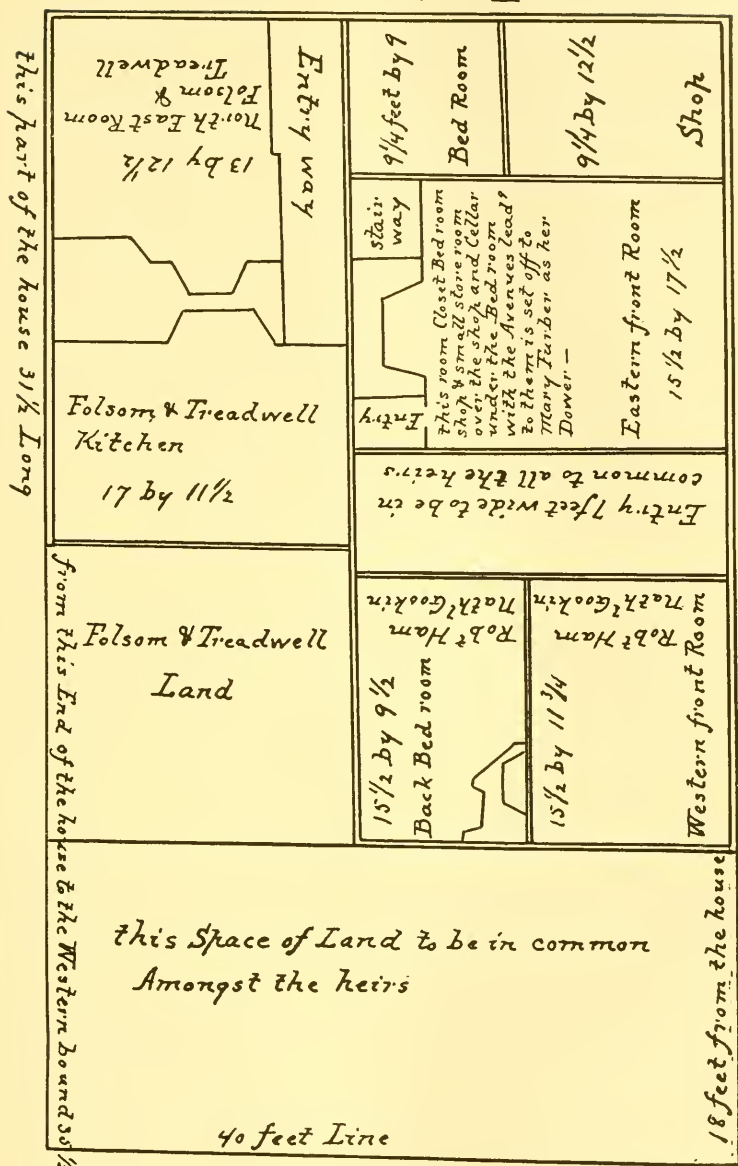 this part of the house 31½ Long
North East Room
Folsom &
Treadwell
13 by 12½
Entry way
9¼ feet by 9
Bed Room
9¼ by 12½
Shop
stair
way
Entry
this room Closet Bed room
shop & small store room
over the shop and Cellar
under the Bed room
with the Avenues leadg
to them is set off to
Mary Furber as her
Dower —
Eastern front Room
15½ by 17½
Folsom, & Treadwell
Kitchen
17 by 11½
Entry 7 feet wide to be in
common to all the heirs
Folsom & Treadwell
Land
Robt Ham
Nathl Gookin
15½ by 9½
Back Bed room
Robt Ham
Nathl Gookin
15½ by 11¾
Western front Room
from this End of the house to the Western bound 35 ½
18 feet from the house
this Space of Land to be in common
Amongst the heirs
40 feet Line